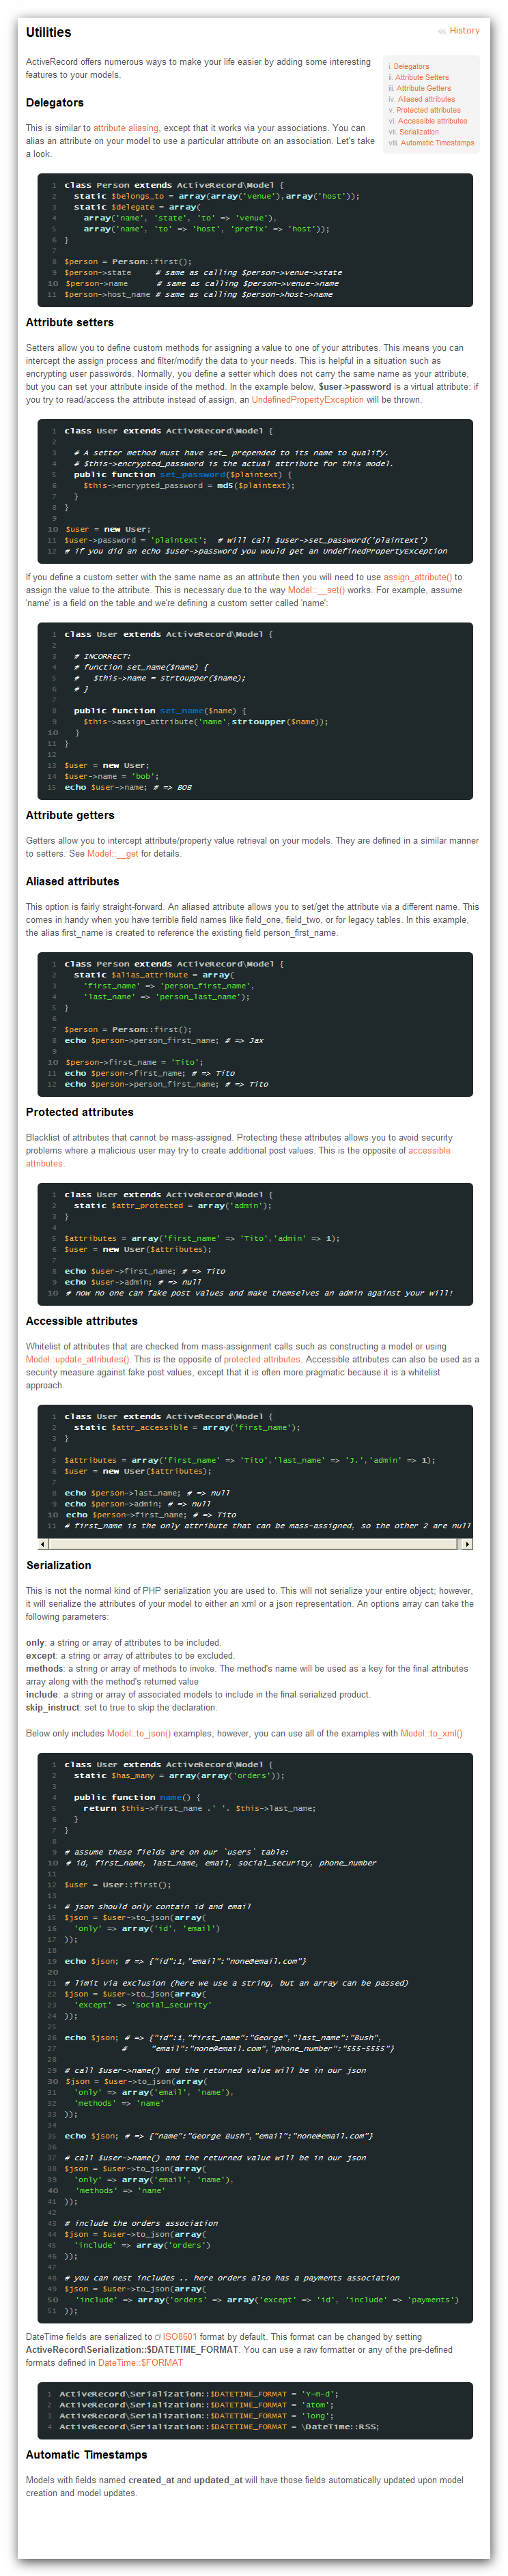 Utilities
History
i. Delegators
ii. Attribute Setters
iii. Attribute Getters
iv. Aliased attributes
v. Protected attributes
vi. Accessible attributes
vii. Serialization
viii. Automatic Timestamps
ActiveRecord offers numerous ways to make your life easier by adding some interesting
features to your models.
Delegators
This is similar to attribute aliasing, except that it works via your associations. You can
alias an attribute on your model to use a particular attribute on an association. Let's take
a look.
1 class Person extends ActiveRecord\Model {
2 static $belongs_to = array(array('venue'),array('host'));
3 static $delegate = array(
4 array('name', 'state', 'to' => 'venue'),
5 array('name', 'to' => 'host', 'prefix' => 'host'));
6 }
7
8 $person = Person::first();
9 $person->state # same as calling $person->venue->state
10 $person->name # same as calling $person->venue->name
11 $person->host_name # same as calling $person->host->name
Attribute setters
Setters allow you to define custom methods for assigning a value to one of your attributes. This means you can
intercept the assign process and filter/modify the data to your needs. This is helpful in a situation such as
encrypting user passwords. Normally, you define a setter which does not carry the same name as your attribute,
but you can set your attribute inside of the method. In the example below, $user->password is a virtual attribute: if
you try to read/access the attribute instead of assign, an UndefinedPropertyException will be thrown.
1 class User extends ActiveRecord\Model {
2
3 # A setter method must have set_ prepended to its name to qualify.
4 # $this->encrypted_password is the actual attribute for this model.
5 public function set_password($plaintext) {
6 $this->encrypted_password = md5($plaintext);
7 }
8 }
9
10 $user = new User;
11 $user->password = 'plaintext'; # will call $user->set_password('plaintext')
12 # if you did an echo $user->password you would get an UndefinedPropertyException
If you define a custom setter with the same name as an attribute then you will need to use assign_attribute() to
assign the value to the attribute. This is necessary due to the way Model::__set() works. For example, assume
'name' is a field on the table and we're defining a custom setter called 'name':
1 class User extends ActiveRecord\Model {
2
3 # INCORRECT:
4 # function set_name($name) {
5 # $this->name = strtoupper($name);
6 # }
7
8 public function set_name($name) {
9 $this->assign_attribute('name',strtoupper($name));
10 }
11 }
12
13 $user = new User;
14 $user->name = 'bob';
15 echo $user->name; # => BOB
Attribute getters
Getters allow you to intercept attribute/property value retrieval on your models. They are defined in a similar manner
to setters. See Model::__get for details.
Aliased attributes
This option is fairly straight-forward. An aliased attribute allows you to set/get the attribute via a different name. This
comes in handy when you have terrible field names like field_one, field_two, or for legacy tables. In this example,
the alias first_name is created to reference the existing field person_first_name.
1 class Person extends ActiveRecord\Model {
2 static $alias_attribute = array(
3 'first_name' => 'person_first_name',
4 'last_name' => 'person_last_name');
5 }
6
7 $person = Person::first();
8 echo $person->person_first_name; # => Jax
9
10 $person->first_name = 'Tito';
11 echo $person->first_name; # => Tito
12 echo $person->person_first_name; # => Tito
Protected attributes
Blacklist of attributes that cannot be mass-assigned. Protecting these attributes allows you to avoid security
problems where a malicious user may try to create additional post values. This is the opposite of accessible
attributes.
1 class User extends ActiveRecord\Model {
2 static $attr_protected = array('admin');
3 }
4
5 $attributes = array('first_name' => 'Tito','admin' => 1);
6 $user = new User($attributes);
7
8 echo $user->first_name; # => Tito
9 echo $user->admin; # => null
10 # now no one can fake post values and make themselves an admin against your will!
Accessible attributes
Whitelist of attributes that are checked from mass-assignment calls such as constructing a model or using
Model::update_attributes(). This is the opposite of protected attributes. Accessible attributes can also be used as a
security measure against fake post values, except that it is often more pragmatic because it is a whitelist
approach.
1 class User extends ActiveRecord\Model {
2 static $attr_accessible = array('first_name');
3 }
4
5 $attributes = array('first_name' => 'Tito','last_name' => 'J.','admin' => 1);
6 $user = new User($attributes);
7
8 echo $person->last_name; # => null
9 echo $person->admin; # => null
10 echo $person->first_name; # => Tito
11 # first_name is the only attribute that can be mass-assigned, so the other 2 are null
Serialization
This is not the normal kind of PHP serialization you are used to. This will not serialize your entire object; however,
it will serialize the attributes of your model to either an xml or a json representation. An options array can take the
following parameters:
only: a string or array of attributes to be included.
except: a string or array of attributes to be excluded.
methods: a string or array of methods to invoke. The method's name will be used as a key for the final attributes
array along with the method's returned value
include: a string or array of associated models to include in the final serialized product.
skip_instruct: set to true to skip the declaration.
Below only includes Model::to_json() examples; however, you can use all of the examples with Model::to_xml()
1 class User extends ActiveRecord\Model {
2 static $has_many = array(array('orders'));
3
4 public function name() {
5 return $this->first_name .' '. $this->last_name;
6 }
7 }
8
9 # assume these fields are on our `users` table:
10 # id, first_name, last_name, email, social_security, phone_number
11
12 $user = User::first();
13
14 # json should only contain id and email
15 $json = $user->to_json(array(
16 'only' => array('id', 'email')
17 ));
18
19 echo $json; # => {"id":1,"email":"none@email.com"}
20
21 # limit via exclusion (here we use a string, but an array can be passed)
22 $json = $user->to_json(array(
23 'except' => 'social_security'
24 ));
25
26 echo $json; # => {"id":1,"first_name":"George","last_name":"Bush",
27 # "email":"none@email.com","phone_number":"555-5555"}
28
29 # call $user->name() and the returned value will be in our json
30 $json = $user->to_json(array(
31 'only' => array('email', 'name'),
32 'methods' => 'name'
33 ));
34
35 echo $json; # => {"name":"George Bush","email":"none@email.com"}
36
37 # call $user->name() and the returned value will be in our json
38 $json = $user->to_json(array(
39 'only' => array('email', 'name'),
40 'methods' => 'name'
41 ));
42
43 # include the orders association
44 $json = $user->to_json(array(
45 'include' => array('orders')
46 ));
47
48 # you can nest includes .. here orders also has a payments association
49 $json = $user->to_json(array(
50 'include' => array('orders' => array('except' => 'id', 'include' => 'payments')
51 ));
DateTime fields are serialized to ISO8601 format by default. This format can be changed by setting
ActiveRecord\Serialization::$DATETIME_FORMAT. You can use a raw formatter or any of the pre-defined
formats defined in DateTime::$FORMAT
1 ActiveRecord\Serialization::$DATETIME_FORMAT = 'Y-m-d';
2 ActiveRecord\Serialization::$DATETIME_FORMAT = 'atom';
3 ActiveRecord\Serialization::$DATETIME_FORMAT = 'long';
4 ActiveRecord\Serialization::$DATETIME_FORMAT = \DateTime::RSS;
Automatic Timestamps
Models with fields named created_at and updated_at will have those fields automatically updated upon model
creation and model updates.